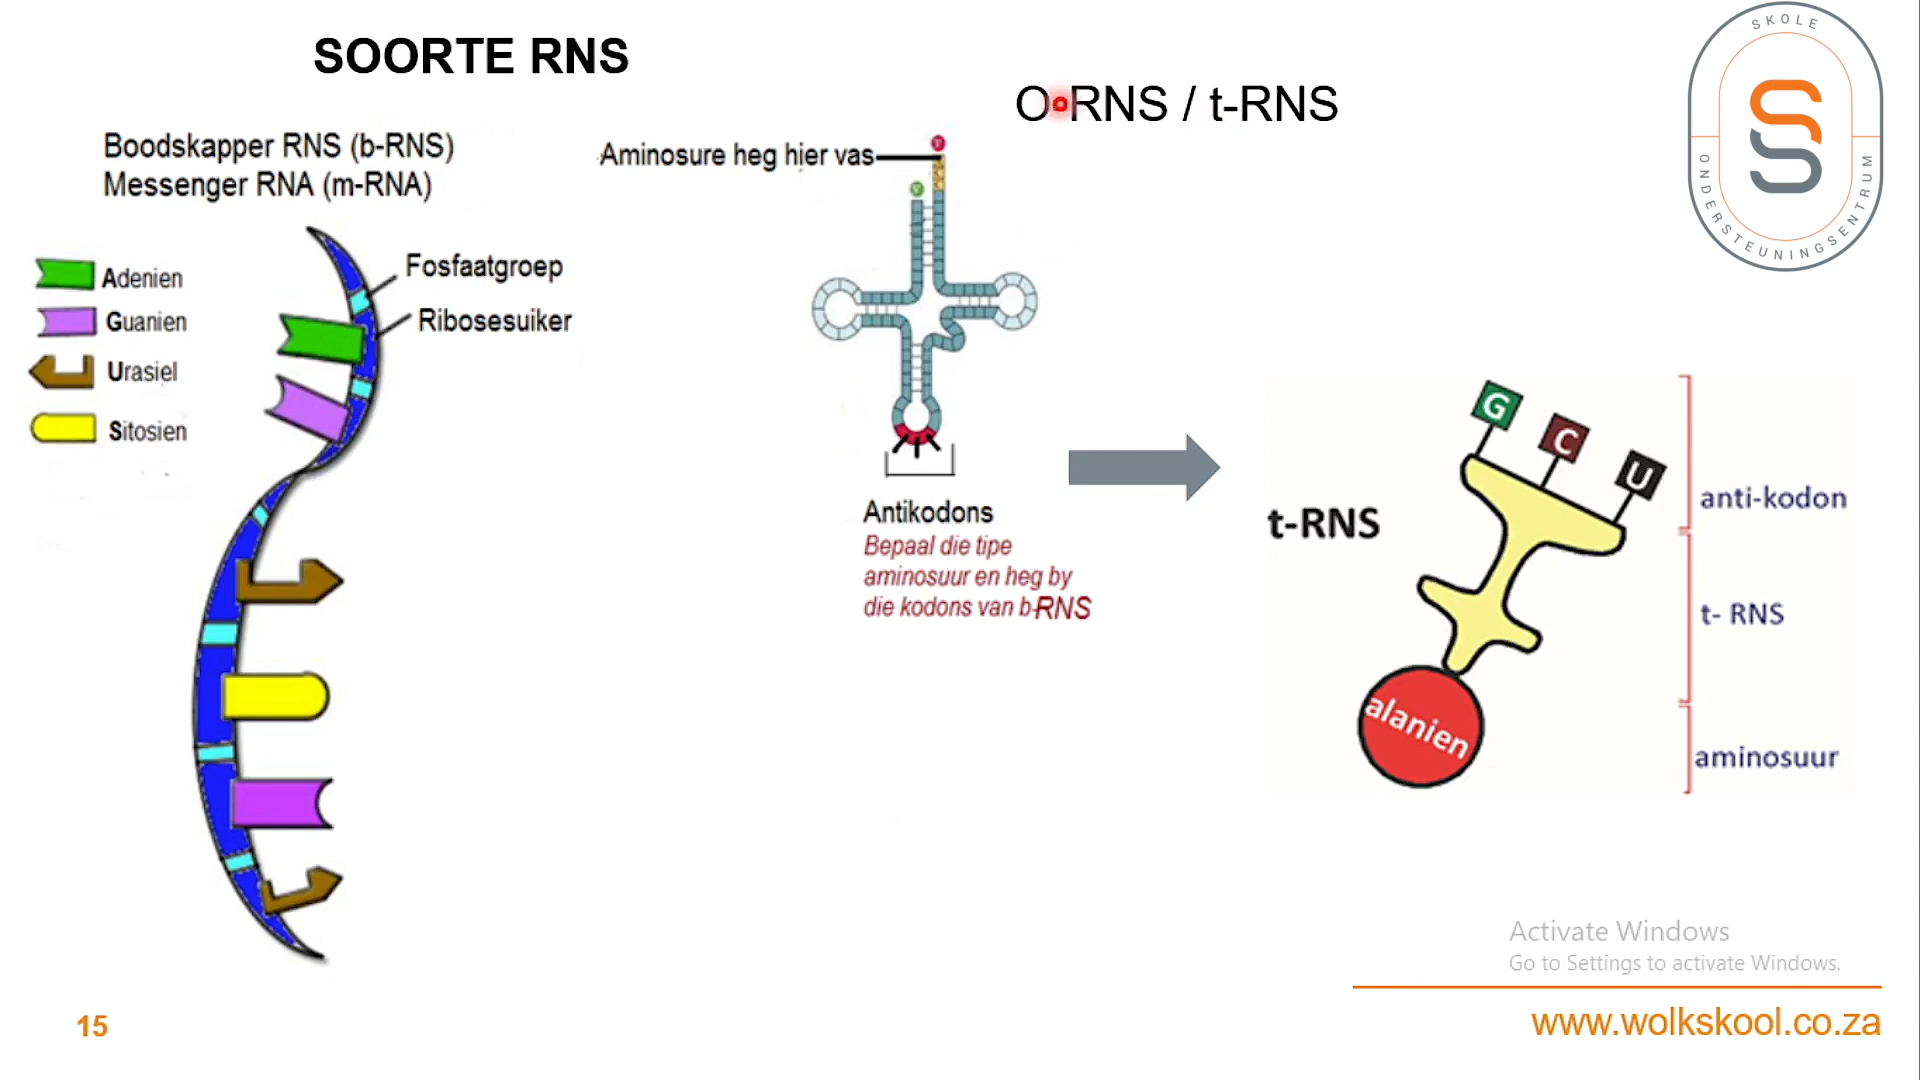 SOORTE RNS
O-RNS / t-RNS
SKOLE
ONDERSTEUNINGSENTRUM
Boodskapper RNS (b-RNS)
Messenger RNA (m-RNA)
Aminosure heg hier vas
Adenien
Guanien
Urasiel
Sitosien
Fosfaatgroep
Ribosesuiker
Antikodons
Bepaal die tipe
aminosuur en heg by
die kodons van b-RNS
G
C
U
t-RNS
alanien
anti-kodon
t- RNS
aminosuur
Activate Windows
Go to Settings to activate Windows.
15
www.wolkskool.co.za